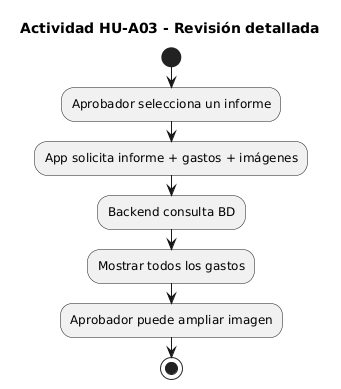 Actividad HU-A03 - Revisión detallada
Aprobador selecciona un informe
App solicita informe + gastos + imágenes
Backend consulta BD
Mostrar todos los gastos
Aprobador puede ampliar imagen